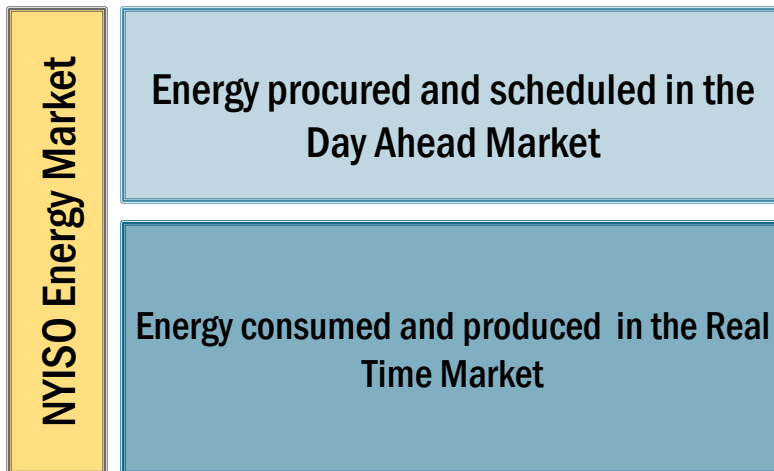 NYISO Energy Market
Energy procured and scheduled in the
Day Ahead Market
Energy consumed and produced in the Real
Time Market